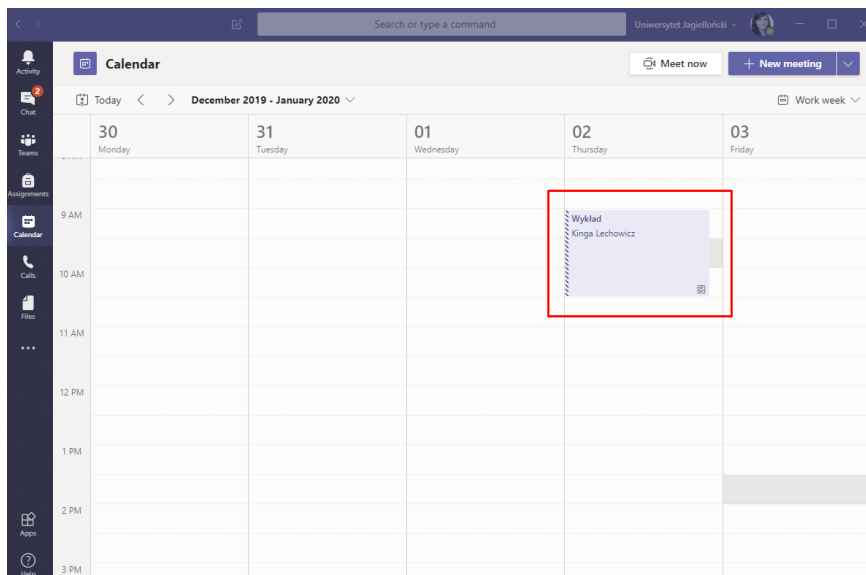 Search or type a command
Uniwersytet Jagielloński
Activity
Calendar
Meet now
+ New meeting
2
Chat
Today
December 2019 - January 2020
Work week
Teams
30
Monday
31
Tuesday
01
Wednesday
02
Thursday
03
Friday
Assignments
Calendar
Calls
Files
9 AM
Wykład
Kinga Lechowicz
10 AM
11 AM
12 PM
1 PM
2 PM
3 PM
Apps
Help